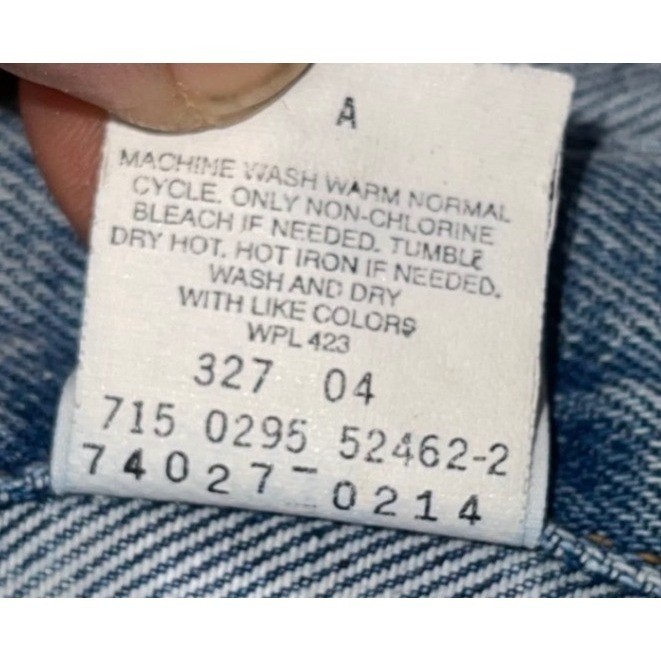 A
MACHINE WASH WARM NORMAL
CYCLE. ONLY NON-CHLORINE
BLEACH IF NEEDED. TUMBLE
DRY HOT. HOT IRON IF NEEDED.
WASH AND DRY
WITH LIKE COLORS
WPL 423
327 04
715 0295 52462-2
74027-0214